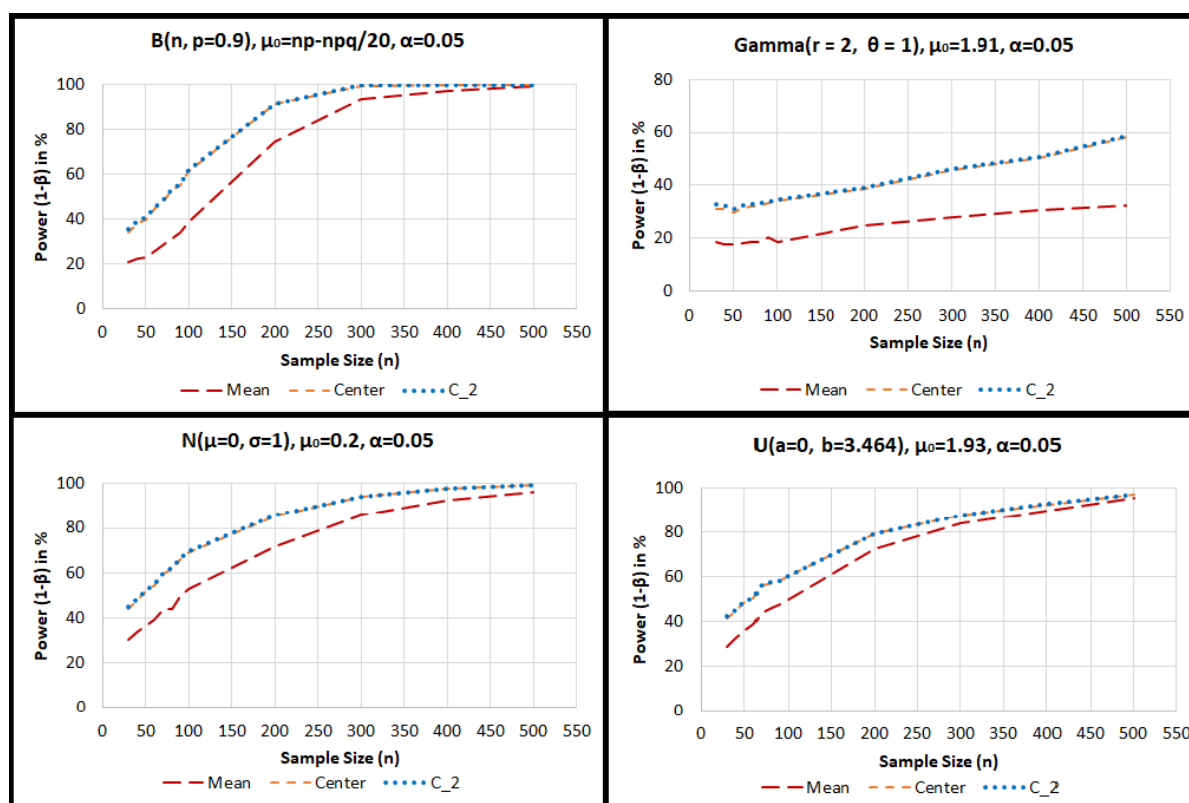 B(n, p=0.9), μ₀=np-npq/20, α=0.05
Power (1-β) in %
100
80
60
40
20
0
0 50 100 150 200 250 300 350 400 450 500 550
Sample Size (n)
Mean Center C_2
Gamma(r = 2, θ = 1), μ₀=1.91, α=0.05
Power (1-β) in %
80
60
40
20
0
0 50 100 150 200 250 300 350 400 450 500 550
Sample Size (n)
Mean Center C_2
N(μ=0, σ=1), μ₀=0.2, α=0.05
Power (1-β) in %
100
80
60
40
20
0
0 50 100 150 200 250 300 350 400 450 500 550
Sample Size (n)
Mean Center C_2
U(a=0, b=3.464), μ₀=1.93, α=0.05
Power (1-β) in %
100
80
60
40
20
0
0 50 100 150 200 250 300 350 400 450 500 550
Sample Size (n)
Mean Center C_2